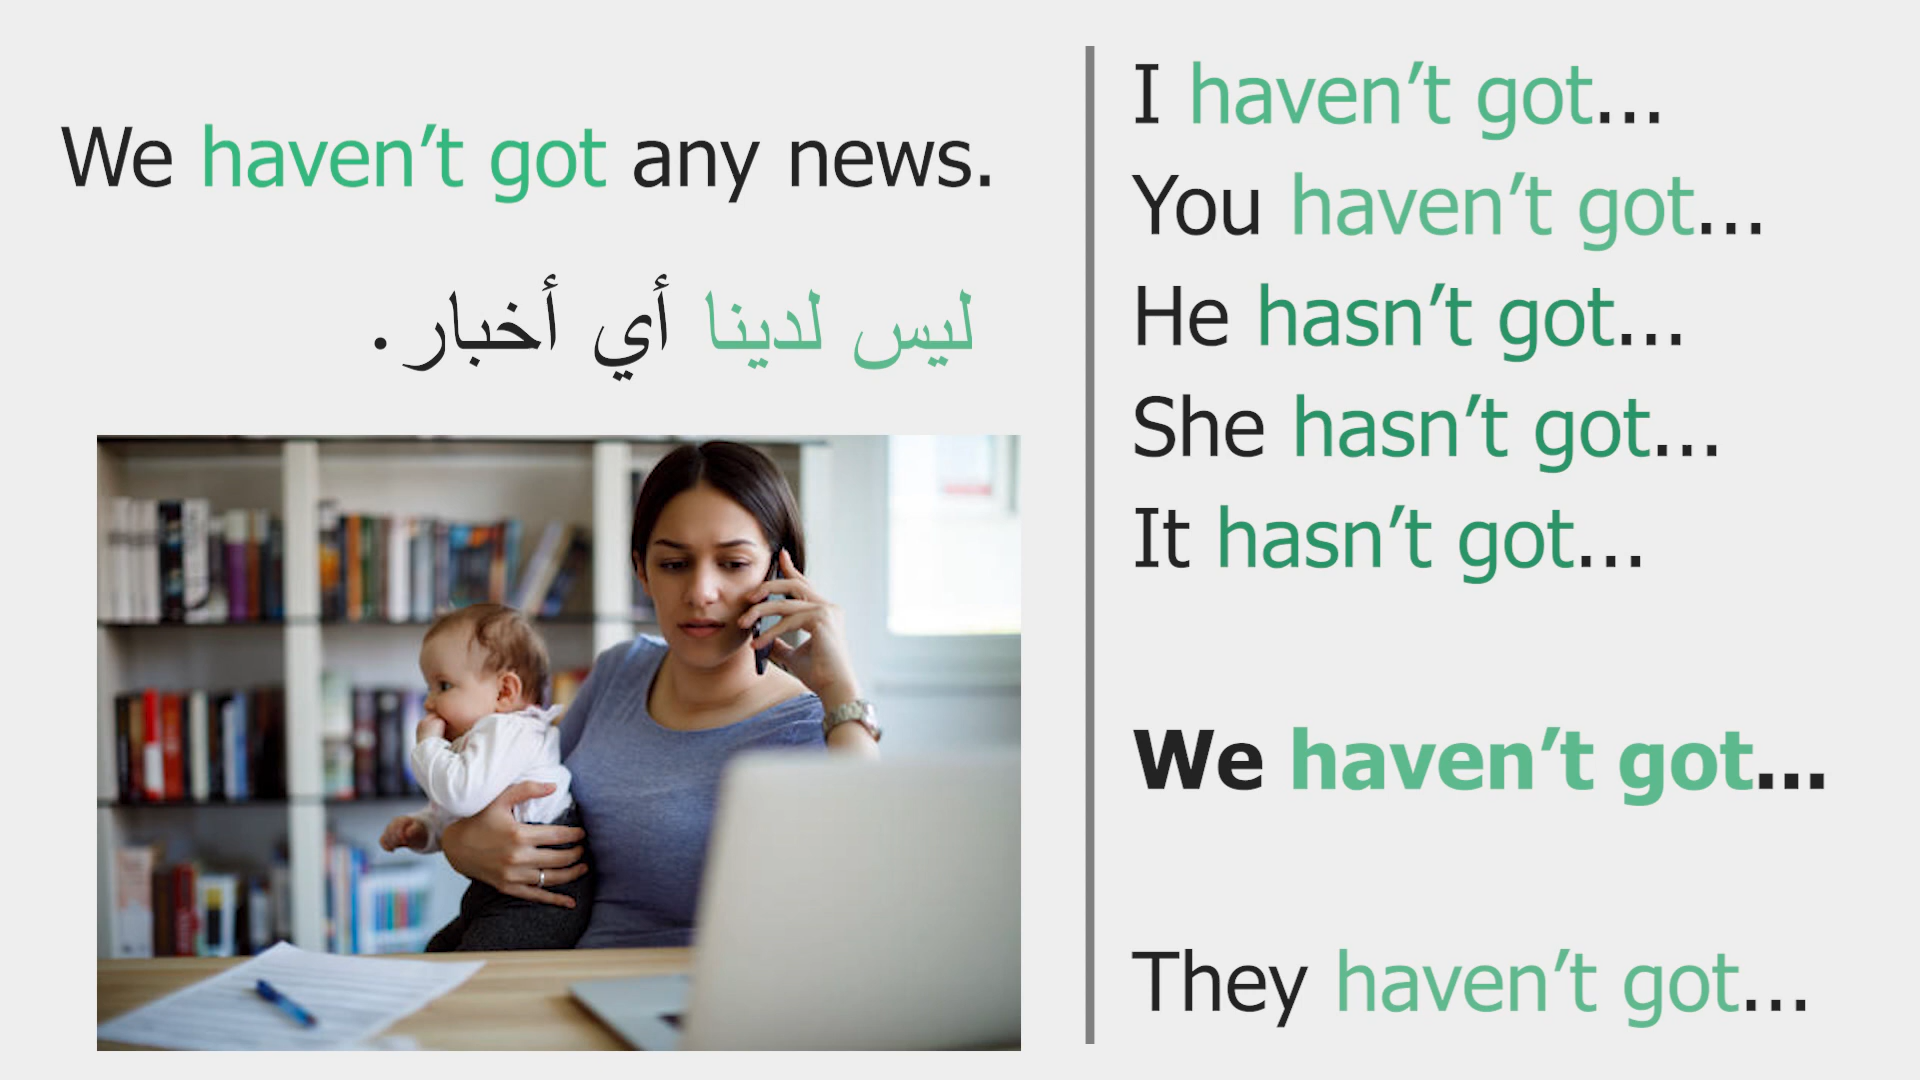 We haven’t got any news.
ليس لدينا أي أخبار.
I haven’t got...
You haven’t got...
He hasn’t got...
She hasn’t got...
It hasn’t got...
We haven’t got...
They haven’t got...